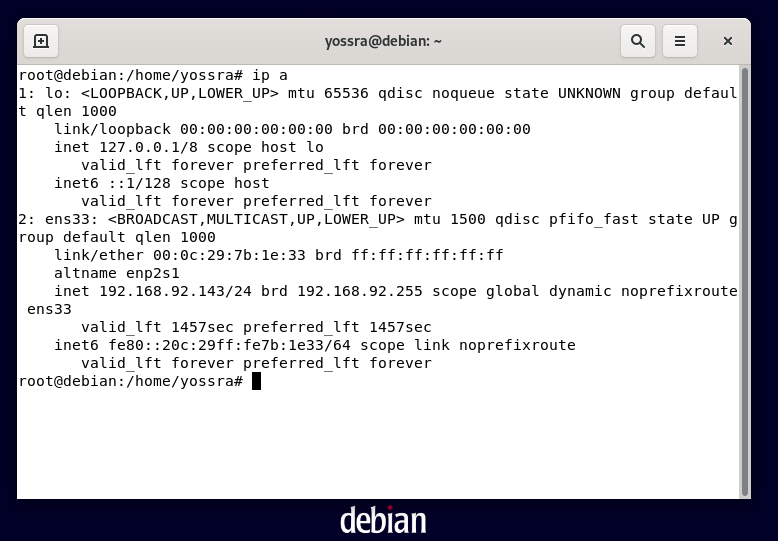 yossra@debian: ~
root@debian:/home/yossra# ip a
1: lo: <LOOPBACK,UP,LOWER_UP> mtu 65536 qdisc noqueue state UNKNOWN group defaul
t qlen 1000
    link/loopback 00:00:00:00:00:00 brd 00:00:00:00:00:00
    inet 127.0.0.1/8 scope host lo
       valid_lft forever preferred_lft forever
    inet6 ::1/128 scope host
       valid_lft forever preferred_lft forever
2: ens33: <BROADCAST,MULTICAST,UP,LOWER_UP> mtu 1500 qdisc pfifo_fast state UP g
roup default qlen 1000
    link/ether 00:0c:29:7b:1e:33 brd ff:ff:ff:ff:ff:ff
    altname enp2s1
    inet 192.168.92.143/24 brd 192.168.92.255 scope global dynamic noprefixroute
 ens33
       valid_lft 1457sec preferred_lft 1457sec
    inet6 fe80::20c:29ff:fe7b:1e33/64 scope link noprefixroute
       valid_lft forever preferred_lft forever
root@debian:/home/yossra#
debian